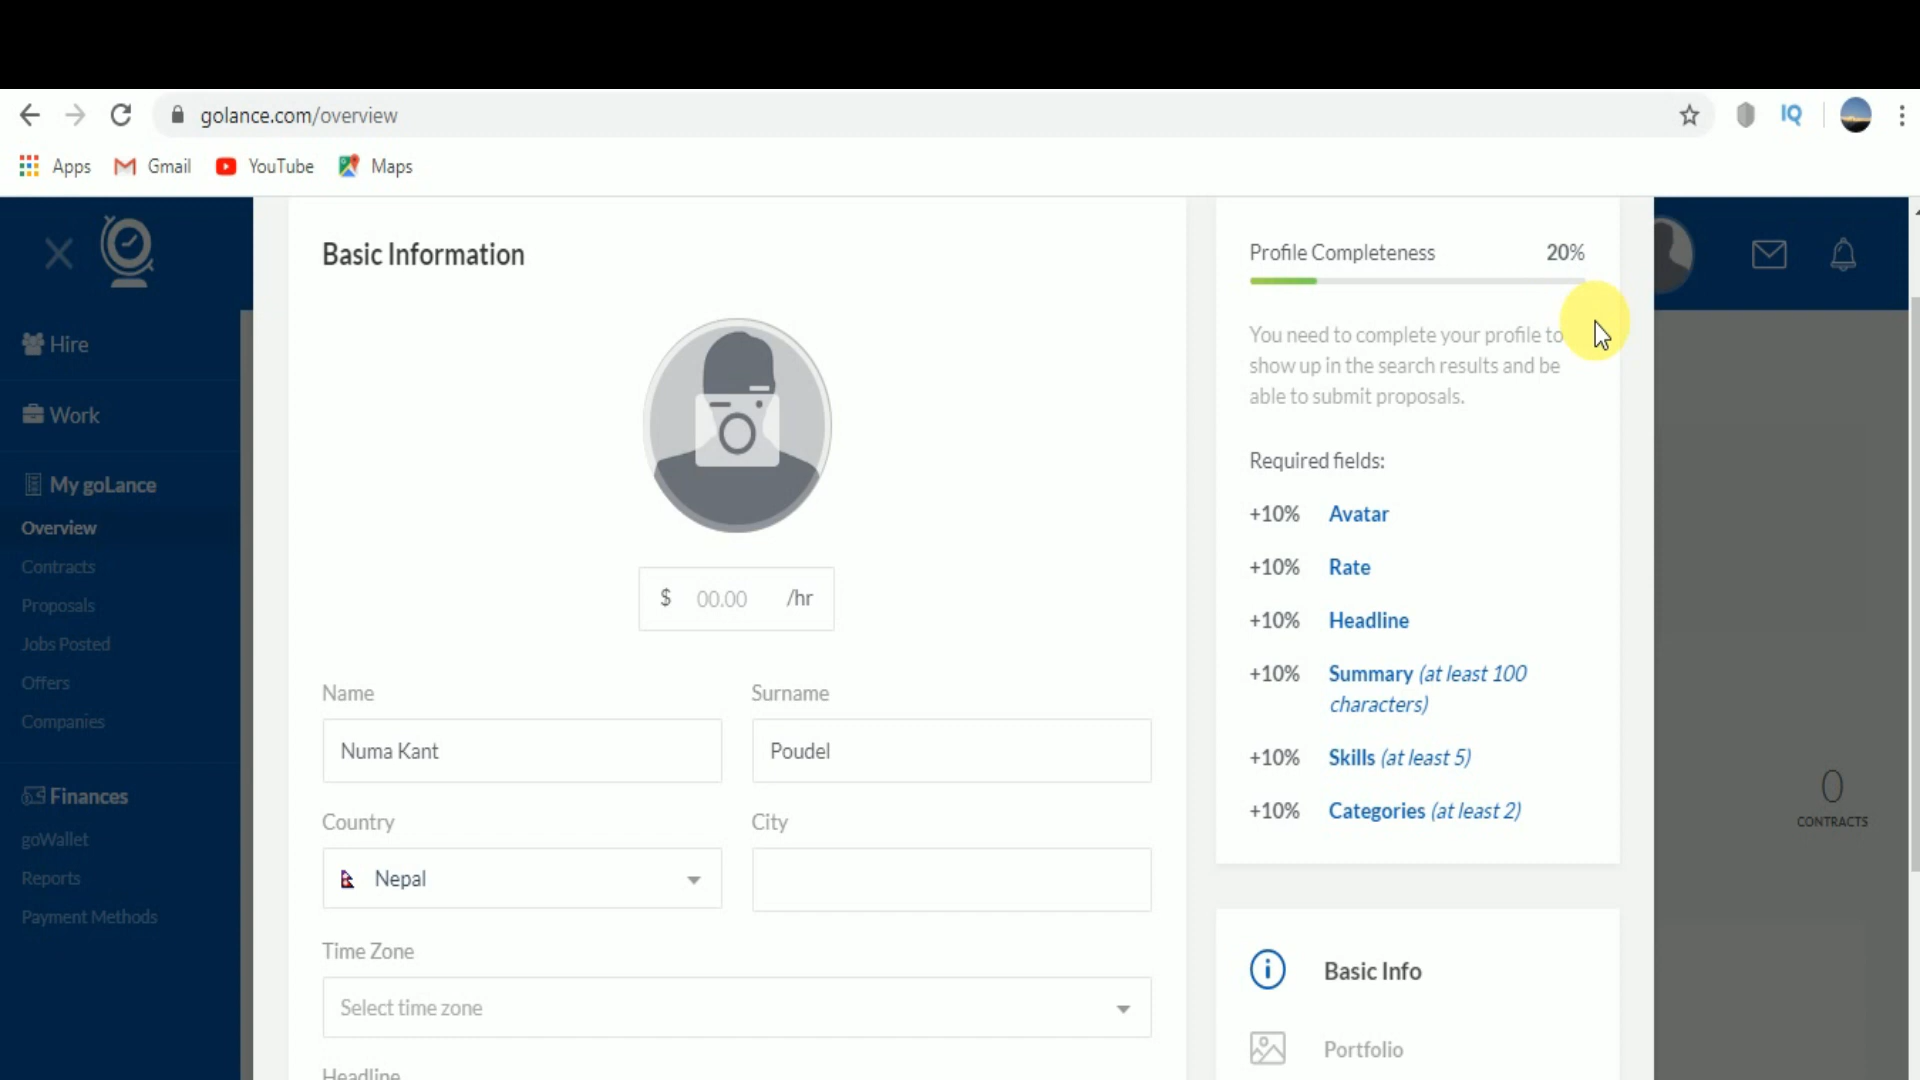 golance.com/overview
IQ
Apps
Gmail
YouTube
Maps
Hire
Work
My goLance
Overview
Contracts
Proposals
Jobs Posted
Offers
Companies
Finances
goWallet
Reports
Payment Methods
Basic Information
$ 00.00 /hr
Name
Surname
Numa Kant
Poudel
Country
City
Nepal
Time Zone
Select time zone
Headline
Profile Completeness 20%
You need to complete your profile to
show up in the search results and be
able to submit proposals.
Required fields:
+10% Avatar
+10% Rate
+10% Headline
+10% Summary (at least 100
characters)
+10% Skills (at least 5)
+10% Categories (at least 2)
Basic Info
Portfolio
0
CONTRACTS